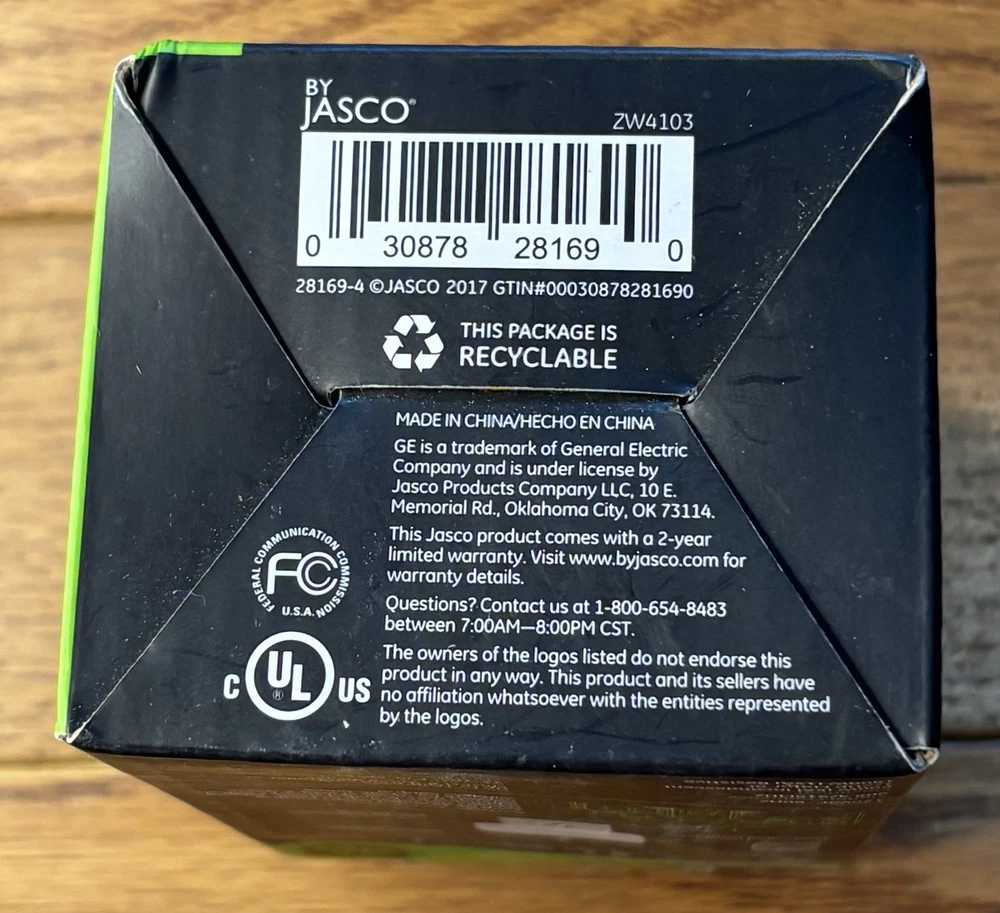 BY
JASCO®
ZW4103
0 30878 28169 0
28169-4 ©JASCO 2017 GTIN#00030878281690
THIS PACKAGE IS
RECYCLABLE
MADE IN CHINA/HECHO EN CHINA
GE is a trademark of General Electric
Company and is under license by
Jasco Products Company LLC, 10 E.
Memorial Rd., Oklahoma City, OK 73114.
This Jasco product comes with a 2-year
limited warranty. Visit www.byjasco.com for
warranty details.
Questions? Contact us at 1-800-654-8483
between 7:00AM—8:00PM CST.
The owners of the logos listed do not endorse this
product in any way. This product and its sellers have
no affiliation whatsoever with the entities represented
by the logos.
FEDERAL COMMUNICATION COMMISSION
FC
U.S.A.
C UL® US